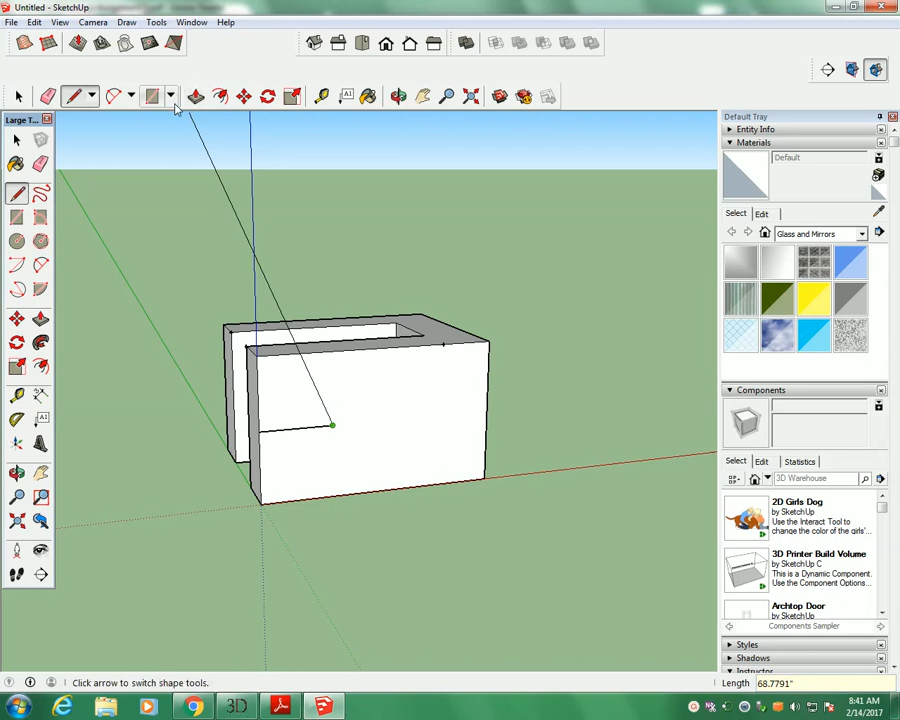 Untitled - SketchUp
File Edit View Camera Draw Tools Window Help
Large T...
Default Tray
Entity Info
Materials
Default
Select Edit
Glass and Mirrors
Components
Select Edit Statistics
3D Warehouse
2D Girls Dog
by SketchUp
Use the Interact Tool to
change the color of the girls'...
3D Printer Build Volume
by SketchUp C
This is a Dynamic Component.
Use the Component Options...
Archtop Door
by SketchUp
Components Sampler
Styles
Shadows
Instructor
Click arrow to switch shape tools.
Length 68.7791"
8:41 AM
2/14/2017